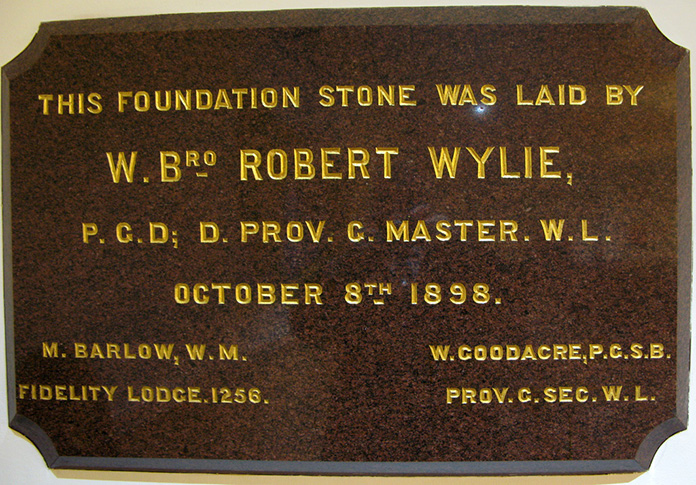 THIS FOUNDATION STONE WAS LAID BY
W. BRO ROBERT WYLIE,
P. G. D; D. PROV. G. MASTER. W. L.
OCTOBER 8TH 1898.
M. BARLOW, W. M.
FIDELITY LODGE. 1256.
W. GOODACRE, P. G. S. B.
PROV. G. SEC. W. L.